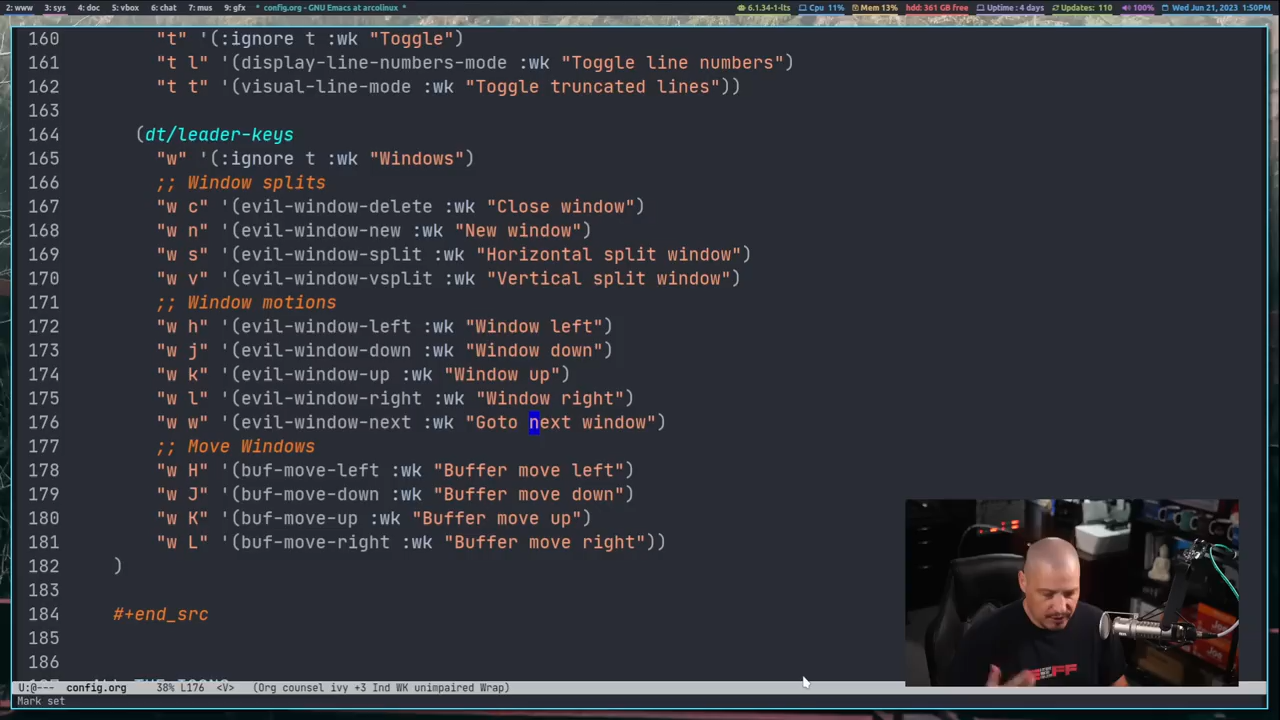 2: www 3: sys 4: doc 5: vbox 6: chat 7: mus 9: gfx * config.org - GNU Emacs at arcolinux * 6.1.34-1-lts Cpu 11% Mem 13% hdd: 361 GB free Uptime : 4 days Updates: 110 100% Wed Jun 21, 2023 1:50PM
160 "t" '(:ignore t :wk "Toggle")
161 "t l" '(display-line-numbers-mode :wk "Toggle line numbers")
162 "t t" '(visual-line-mode :wk "Toggle truncated lines"))
163
164 (dt/leader-keys
165 "w" '(:ignore t :wk "Windows")
166 ;; Window splits
167 "w c" '(evil-window-delete :wk "Close window")
168 "w n" '(evil-window-new :wk "New window")
169 "w s" '(evil-window-split :wk "Horizontal split window")
170 "w v" '(evil-window-vsplit :wk "Vertical split window")
171 ;; Window motions
172 "w h" '(evil-window-left :wk "Window left")
173 "w j" '(evil-window-down :wk "Window down")
174 "w k" '(evil-window-up :wk "Window up")
175 "w l" '(evil-window-right :wk "Window right")
176 "w w" '(evil-window-next :wk "Goto next window")
177 ;; Move Windows
178 "w H" '(buf-move-left :wk "Buffer move left")
179 "w J" '(buf-move-down :wk "Buffer move down")
180 "w K" '(buf-move-up :wk "Buffer move up")
181 "w L" '(buf-move-right :wk "Buffer move right"))
182 )
183
184 #+end_src
185
186
U:@--- config.org 38% L176 <V> (Org counsel ivy +3 Ind WK unimpaired Wrap)
Mark set